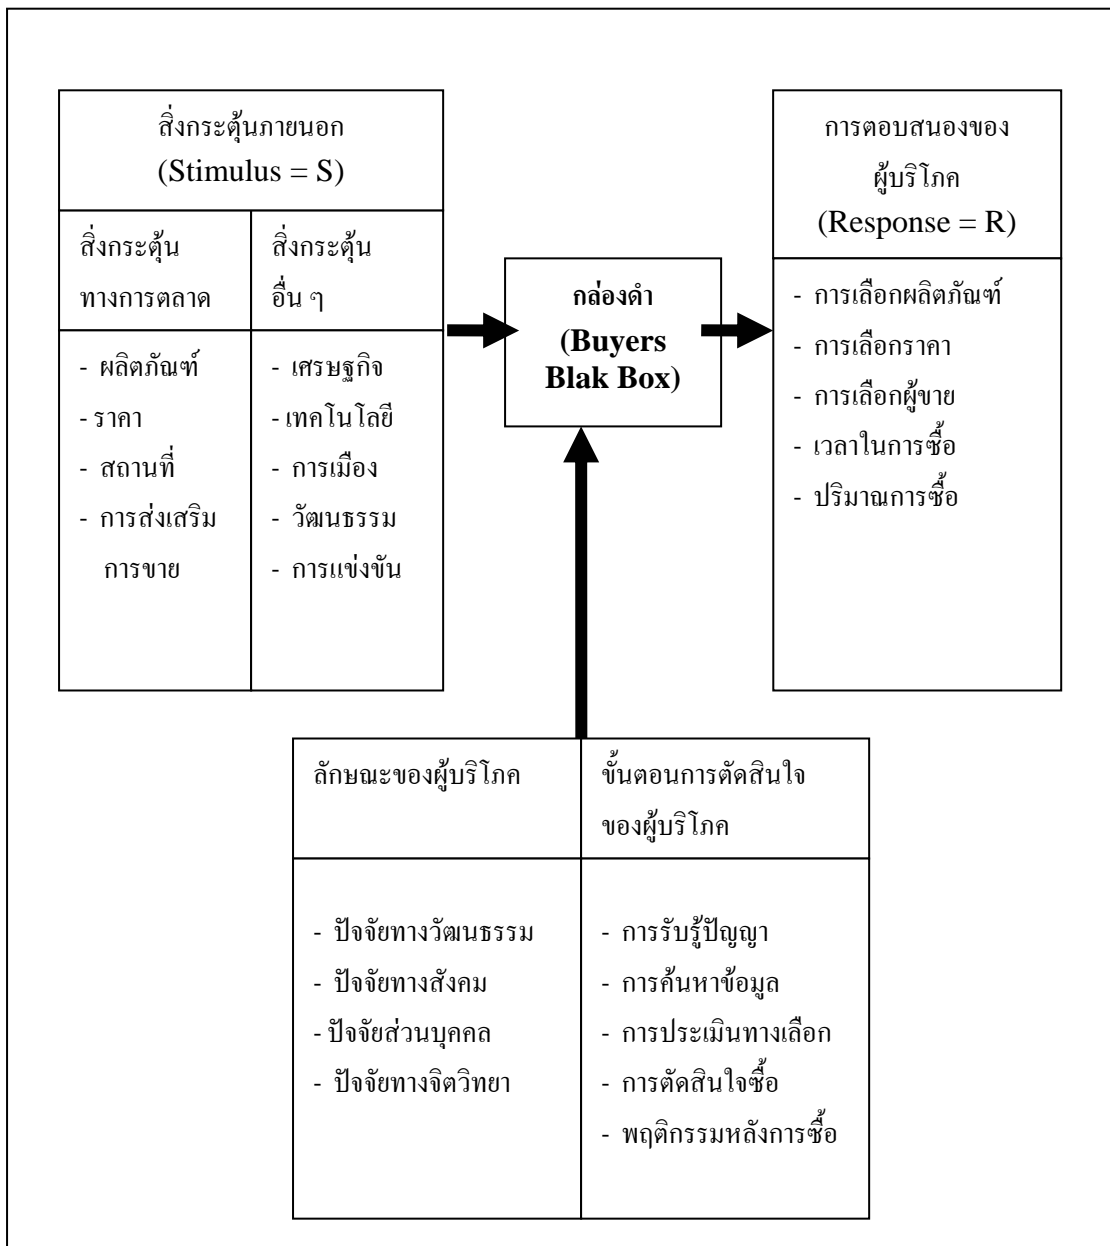 สิ่งกระตุ้นภายนอก
(Stimulus = S)
สิ่งกระตุ้น
ทางการตลาด
สิ่งกระตุ้น
อื่น ๆ
- ผลิตภัณฑ์
- ราคา
- สถานที่
- การส่งเสริม
การขาย
- เศรษฐกิจ
- เทคโนโลยี
- การเมือง
- วัฒนธรรม
- การแข่งขัน
กล่องดำ
(Buyers
Blak Box)
การตอบสนองของ
ผู้บริโภค
(Response = R)
- การเลือกผลิตภัณฑ์
- การเลือกราคา
- การเลือกผู้ขาย
- เวลาในการซื้อ
- ปริมาณการซื้อ
ลักษณะของผู้บริโภค
- ปัจจัยทางวัฒนธรรม
- ปัจจัยทางสังคม
- ปัจจัยส่วนบุคคล
- ปัจจัยทางจิตวิทยา
ขั้นตอนการตัดสินใจ
ของผู้บริโภค
- การรับรู้ปัญญา
- การค้นหาข้อมูล
- การประเมินทางเลือก
- การตัดสินใจซื้อ
- พฤติกรรมหลังการซื้อ